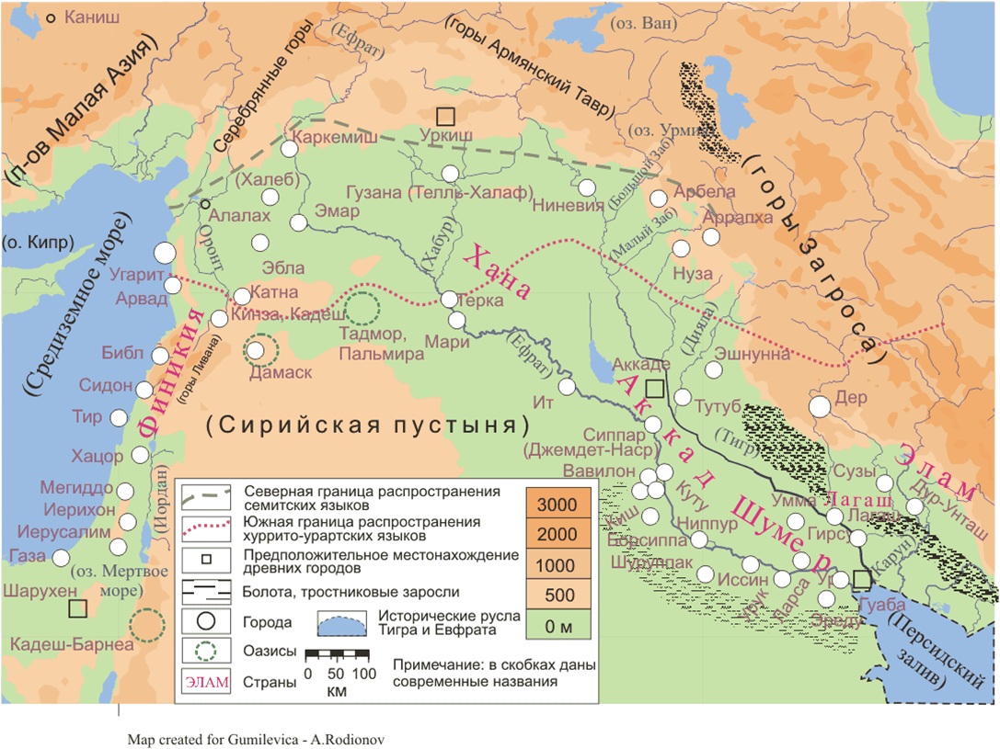 Каниш
(п-ов Малая Азия)
Серебрянные горы
(Ефрат)
(горы Армянский Тавр)
(оз. Ван)
(оз. Урмия)
(горы Загроса)
Каркемиш
Уркиш
(Халеб)
Гузана (Телль-Халаф)
Ниневия
(Большой Заб)
Арбела
Аррапха
Алалах
Эмар
(о. Кипр)
(Средиземное море)
Оронт
(Хабур)
Хана
(Малый Заб)
Нуза
Эбла
Угарит
Арвад
Катна
Кинза, Кадеш
Терка
Тадмор,
Пальмира
Мари
(Ефрат)
(Дияла)
Эшнунна
Библ
Финикия
(горы Ливана)
Дамаск
Аккаде
Аккад
Сидон
Тир
(Сирийская пустыня)
Ит
Тутуб
Дер
Сиппар
(Джемдет-Наср)
(Тигр)
Элам
Хацор
Вавилон
Сузы
Дур-Унташ
Мегиддо
Иерихон
Иерусалим
(Иордан)
Куту
Шумер
Умма
Лагаш
Лагаш
Киш
Ниппур
Гирсу
Борсиппа
Газа
(оз. Мертвое
море)
Шуруппак
Иссин
Урук
Ларса
Ур
(Карун)
Шарухен
Гуаба
Эреду
Кадеш-Барнеа
(Персидский
залив)
Северная граница распространения
семитских языков
Южная граница распространения
хуррито-урартских языков
Предположительное местонахождение
древних городов
Болота, тростниковые заросли
Города
Исторические русла
Тигра и Евфрата
Оазисы
0 50 100
км
Примечание: в скобках даны
современные названия
ЭЛАМ
Страны
3000
2000
1000
500
0 м
Map created for Gumilevica - A.Rodionov